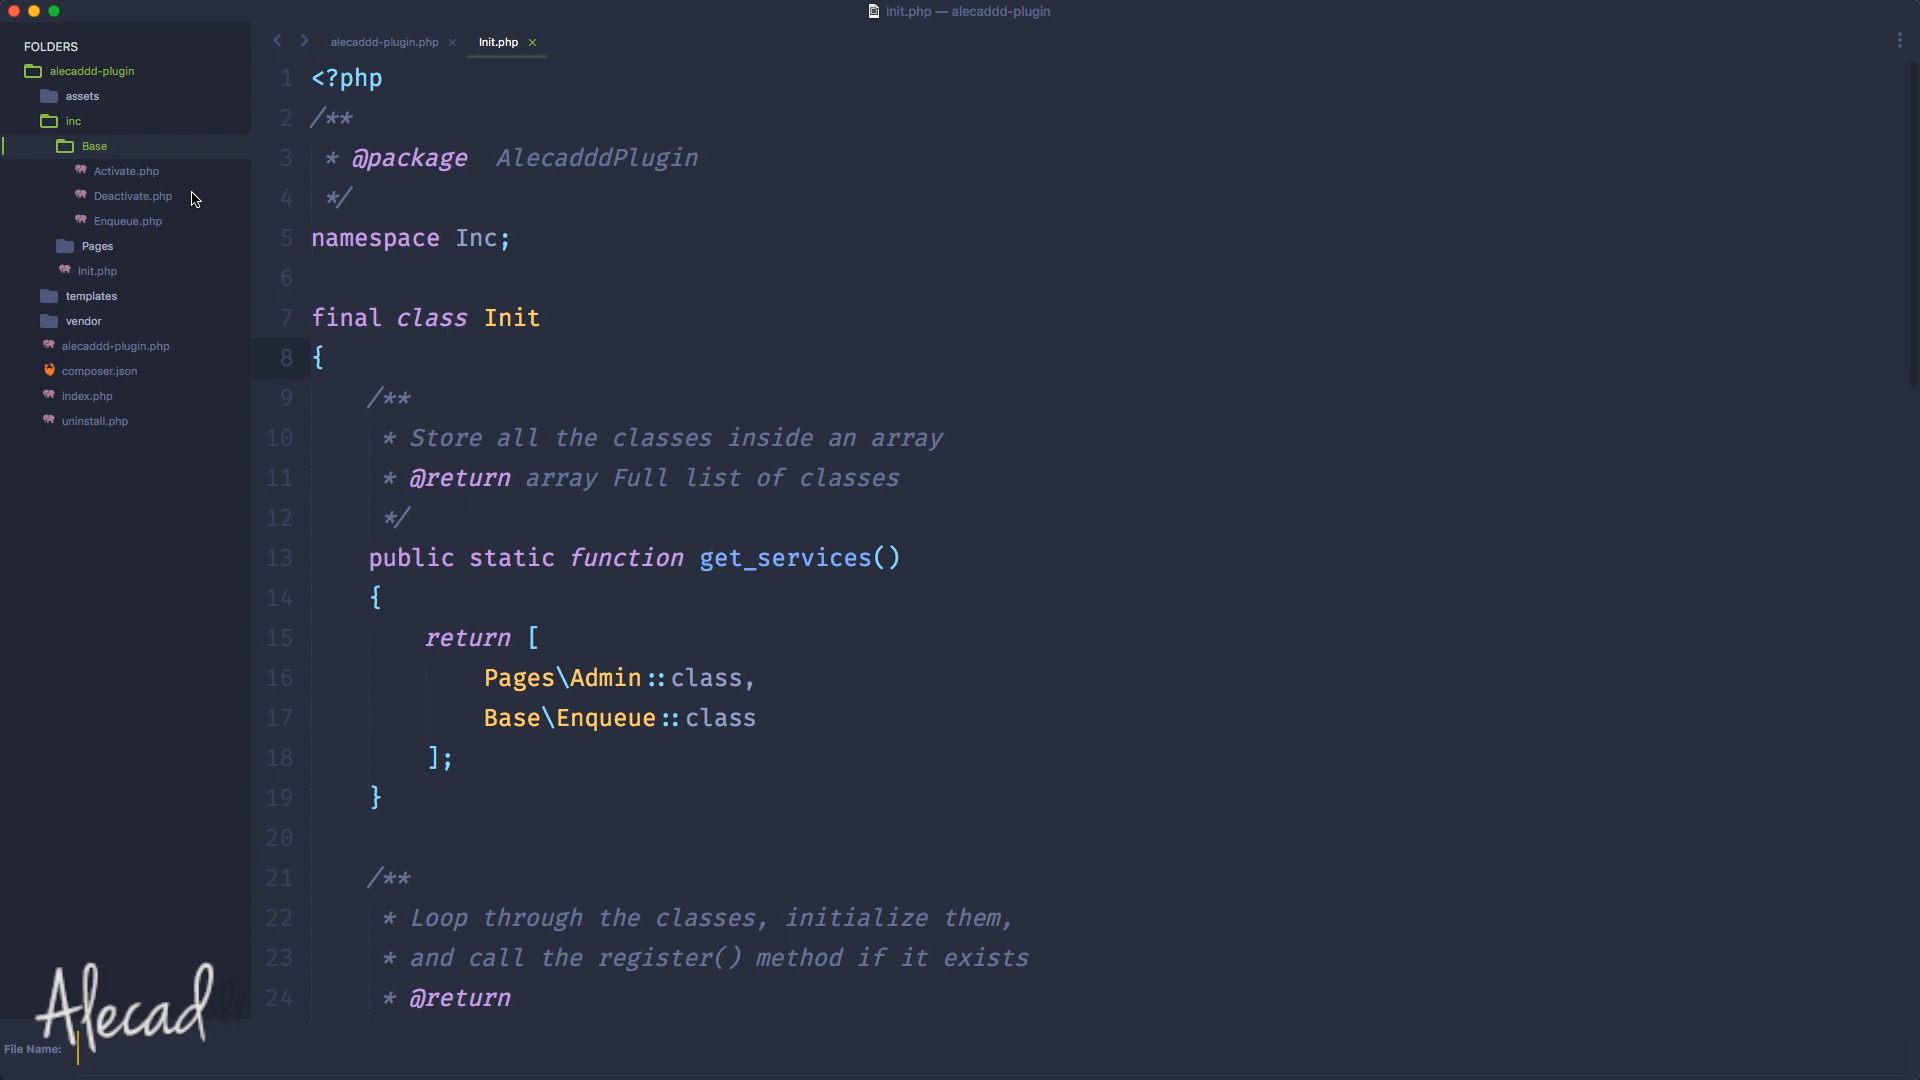 Init.php — alecaddd-plugin
FOLDERS
alecaddd-plugin
assets
inc
Base
Activate.php
Deactivate.php
Enqueue.php
Pages
Init.php
templates
vendor
alecaddd-plugin.php
composer.json
index.php
uninstall.php
alecaddd-plugin.php ×
Init.php ×
1 <?php
2 /**
3  * @package  AlecadddPlugin
4  */
5 namespace Inc;
6
7 final class Init
8 {
9     /**
10      * Store all the classes inside an array
11      * @return array Full list of classes
12      */
13     public static function get_services()
14     {
15         return [
16             Pages\Admin::class,
17             Base\Enqueue::class
18         ];
19     }
20
21     /**
22      * Loop through the classes, initialize them,
23      * and call the register() method if it exists
24      * @return
Alecad
File Name: